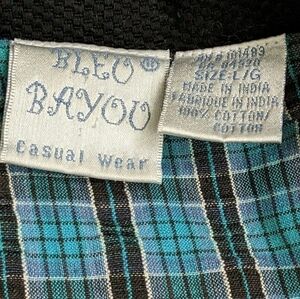 BLEU®
BAYOU
Casual Wear
SIZE-L/G
MADE IN INDIA
FABRIQUE IN INDIA
100% COTTON/
COTTON